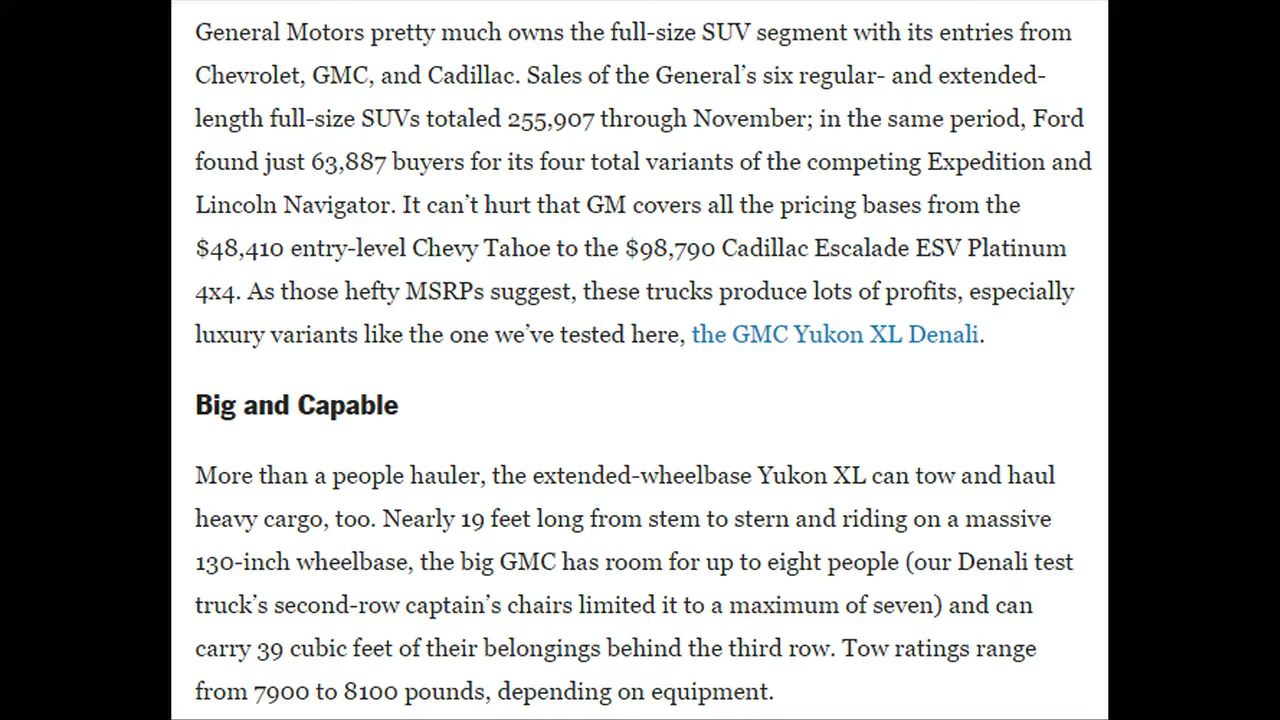 General Motors pretty much owns the full-size SUV segment with its entries from
Chevrolet, GMC, and Cadillac. Sales of the General’s six regular- and extended-
length full-size SUVs totaled 255,907 through November; in the same period, Ford
found just 63,887 buyers for its four total variants of the competing Expedition and
Lincoln Navigator. It can’t hurt that GM covers all the pricing bases from the
$48,410 entry-level Chevy Tahoe to the $98,790 Cadillac Escalade ESV Platinum
4x4. As those hefty MSRPs suggest, these trucks produce lots of profits, especially
luxury variants like the one we’ve tested here, the GMC Yukon XL Denali.
Big and Capable
More than a people hauler, the extended-wheelbase Yukon XL can tow and haul
heavy cargo, too. Nearly 19 feet long from stem to stern and riding on a massive
130-inch wheelbase, the big GMC has room for up to eight people (our Denali test
truck’s second-row captain’s chairs limited it to a maximum of seven) and can
carry 39 cubic feet of their belongings behind the third row. Tow ratings range
from 7900 to 8100 pounds, depending on equipment.